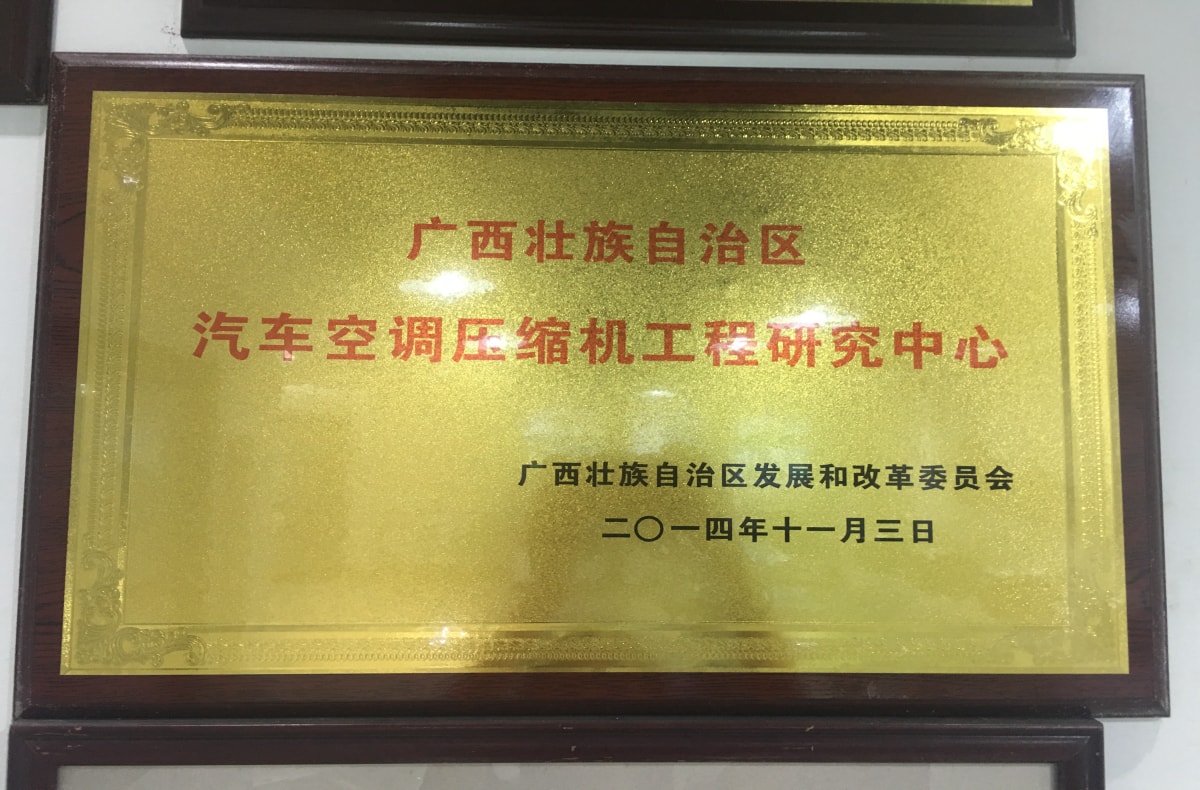 广西壮族自治区
汽车空调压缩机工程研究中心
广西壮族自治区发展和改革委员会
二〇一四年十一月三日